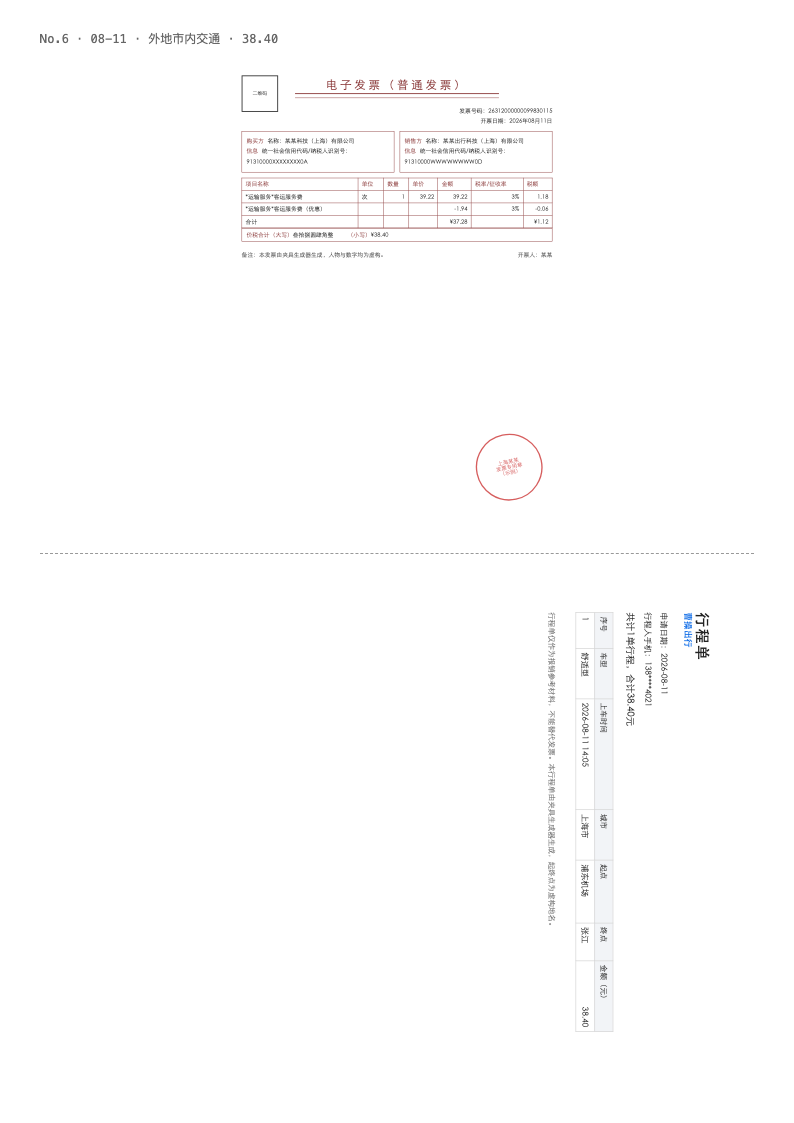 No.6 · 08-11 · 外地市内交通 · 38.40
二维码
电子发票（普通发票）
发票号码：26312000000099830115
开票日期：2026年08月11日
购买方 名称：某某科技（上海）有限公司
信息 统一社会信用代码/纳税人识别号：
91310000XXXXXXXX0A
销售方 名称：某某出行科技（上海）有限公司
信息 统一社会信用代码/纳税人识别号：
91310000WWWWWWWW0D
项目名称 单位 数量 单价 金额 税率/征收率 税额
*运输服务*客运服务费 次 1 39.22 39.22 3% 1.18
*运输服务*客运服务费（优惠） -1.94 3% -0.06
合计 ¥37.28 ¥1.12
价税合计（大写）叁拾捌圆肆角整 （小写）¥38.40
备注：本发票由夹具生成器生成，人物与数字均为虚构。 开票人：某某
上海某某
发票专用章
（示例）
行程单
曹操出行
申请日期：2026-08-11
行程人手机：138****4021
共计1单行程，合计38.40元
序号 车型 上车时间 城市 起点 终点 金额（元）
1 舒适型 2026-08-11 14:05 上海市 浦东机场 张江 38.40
行程单仅作为报销参考材料，不能替代发票。本行程单由夹具生成器生成，起终点为虚构地名。